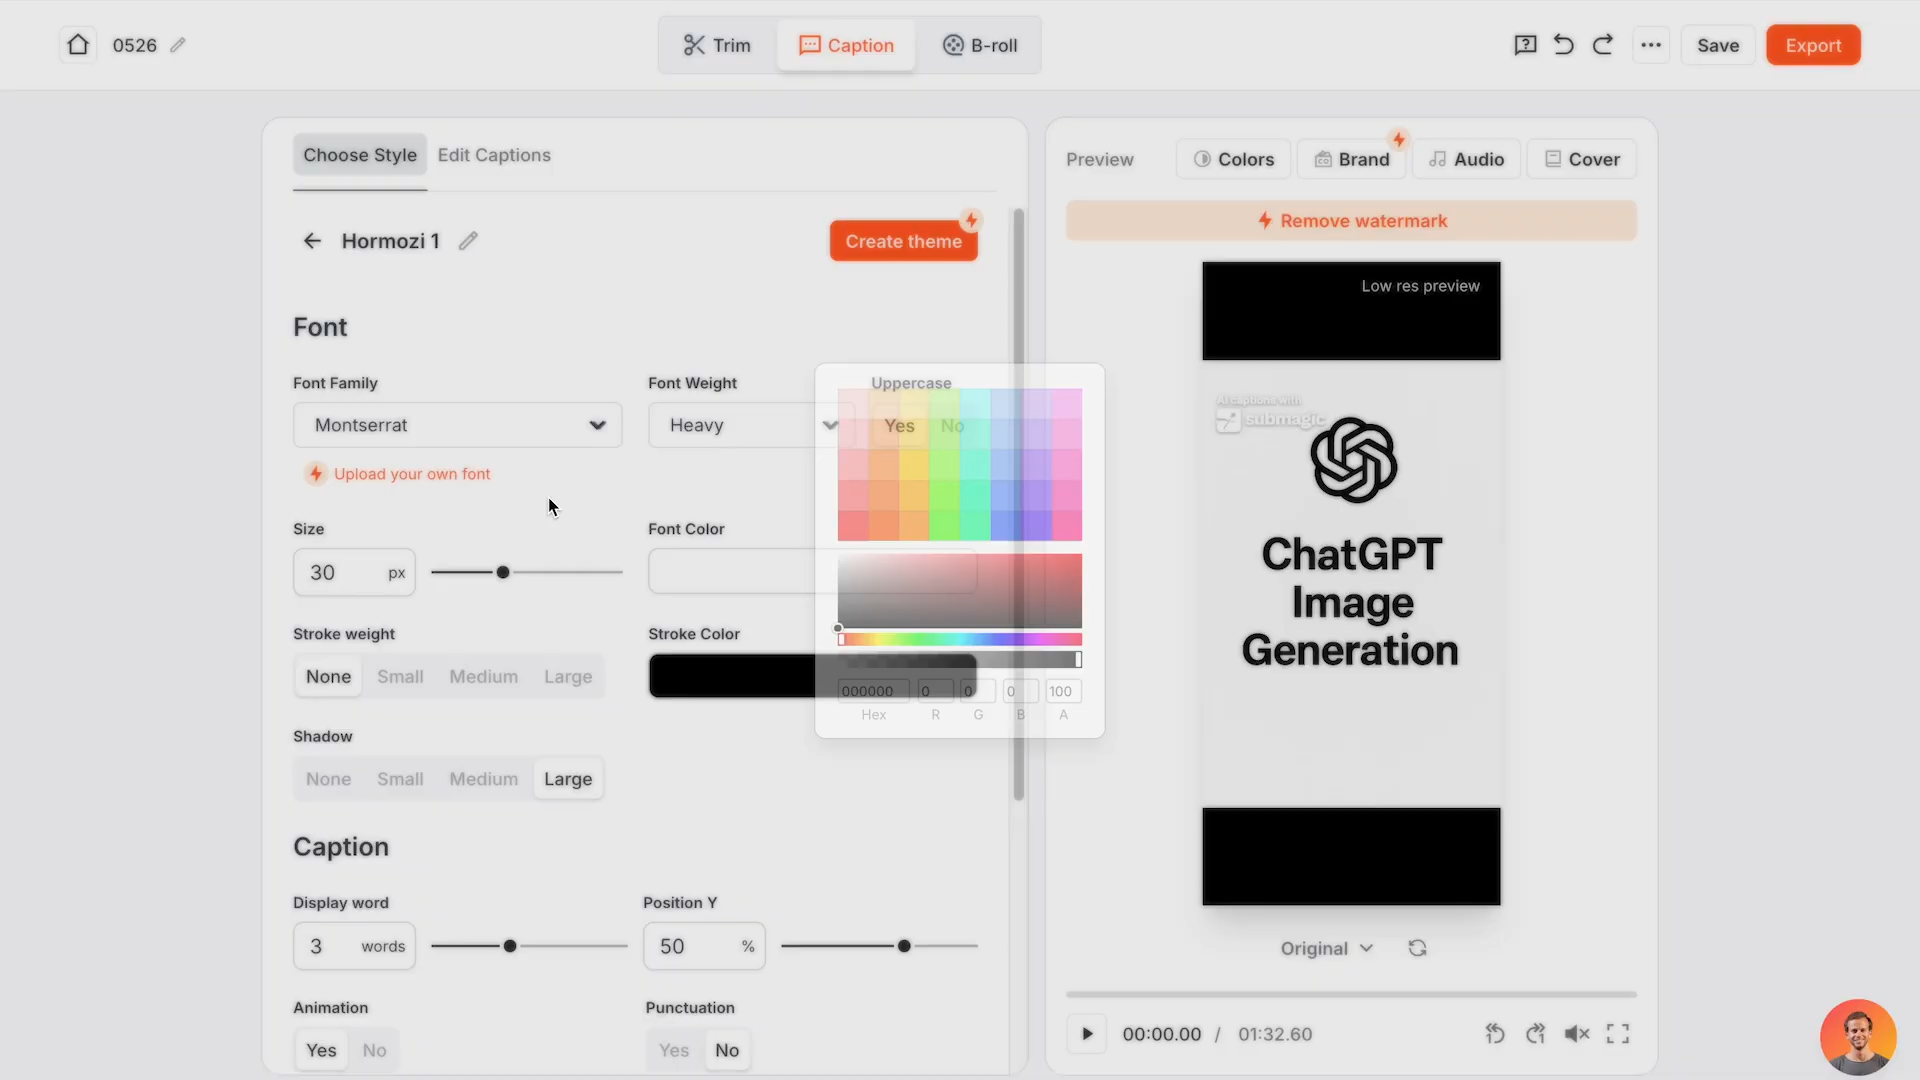 0526
Trim
Caption
B-roll
Save
Export
Choose Style
Edit Captions
Hormozi 1
Create theme
Font
Font Family
Font Weight
Uppercase
Montserrat
Heavy
Yes
No
Upload your own font
Size
Font Color
30
px
Stroke weight
Stroke Color
None
Small
Medium
Large
000000
0
0
0
100
Hex
R
G
B
A
Shadow
None
Small
Medium
Large
Caption
Display word
Position Y
3
words
50
%
Animation
Punctuation
Yes
No
Yes
No
Preview
Colors
Brand
Audio
Cover
Remove watermark
Low res preview
AI captions with
submagic
ChatGPT
Image
Generation
Original
00:00.00 / 01:32.60